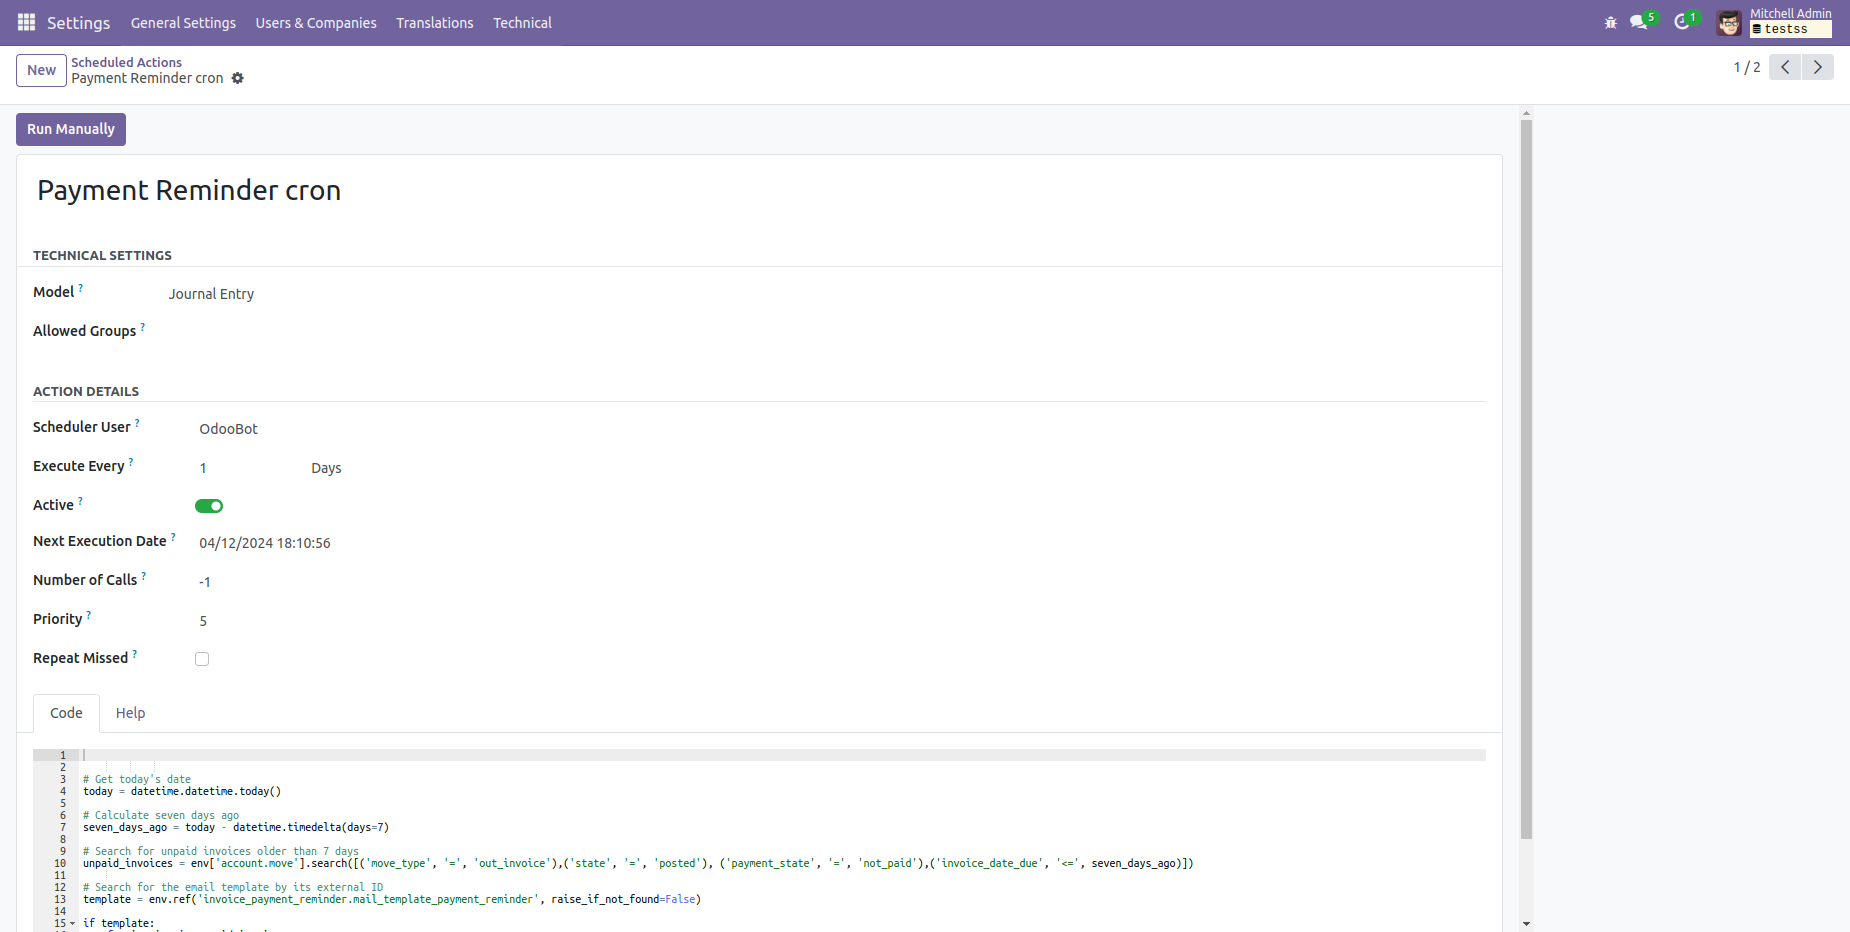 Settings General Settings Users & Companies Translations Technical 5 1 Mitchell Admin
testss
New Scheduled Actions
Payment Reminder cron
1 / 2
Run Manually
Payment Reminder cron
TECHNICAL SETTINGS
Model ? Journal Entry
Allowed Groups ?
ACTION DETAILS
Scheduler User ? OdooBot
Execute Every ? 1 Days
Active ?
Next Execution Date ? 04/12/2024 18:10:56
Number of Calls ? -1
Priority ? 5
Repeat Missed ?
Code Help
1
2
3 # Get today's date
4 today = datetime.datetime.today()
5
6 # Calculate seven days ago
7 seven_days_ago = today - datetime.timedelta(days=7)
8
9 # Search for unpaid invoices older than 7 days
10 unpaid_invoices = env['account.move'].search([('move_type', '=', 'out_invoice'),('state', '=', 'posted'), ('payment_state', '=', 'not_paid'),('invoice_date_due', '<=', seven_days_ago)])
11
12 # Search for the email template by its external ID
13 template = env.ref('invoice_payment_reminder.mail_template_payment_reminder', raise_if_not_found=False)
14
15 if template: